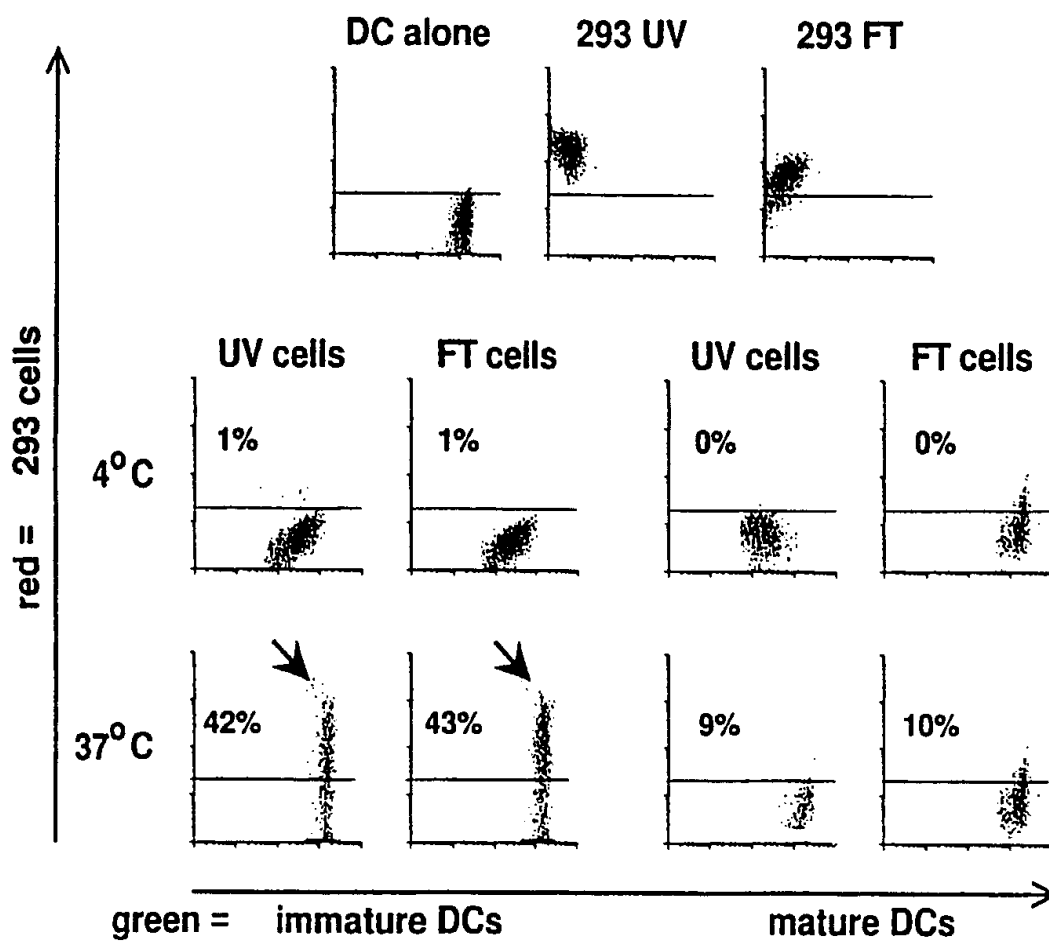 DC alone 293 UV 293 FT
UV cells FT cells UV cells FT cells
4°C 1% 1% 0% 0%
37°C 42% 43% 9% 10%
red = 293 cells
green = immature DCs mature DCs